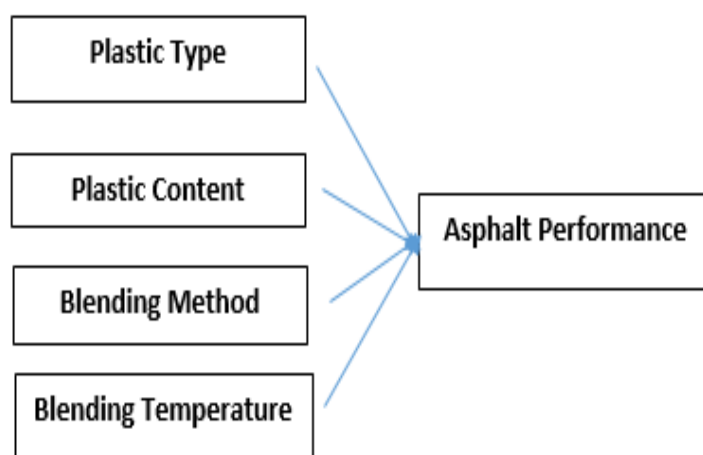 Plastic Type
Plastic Content
Blending Method
Blending Temperature
Asphalt Performance